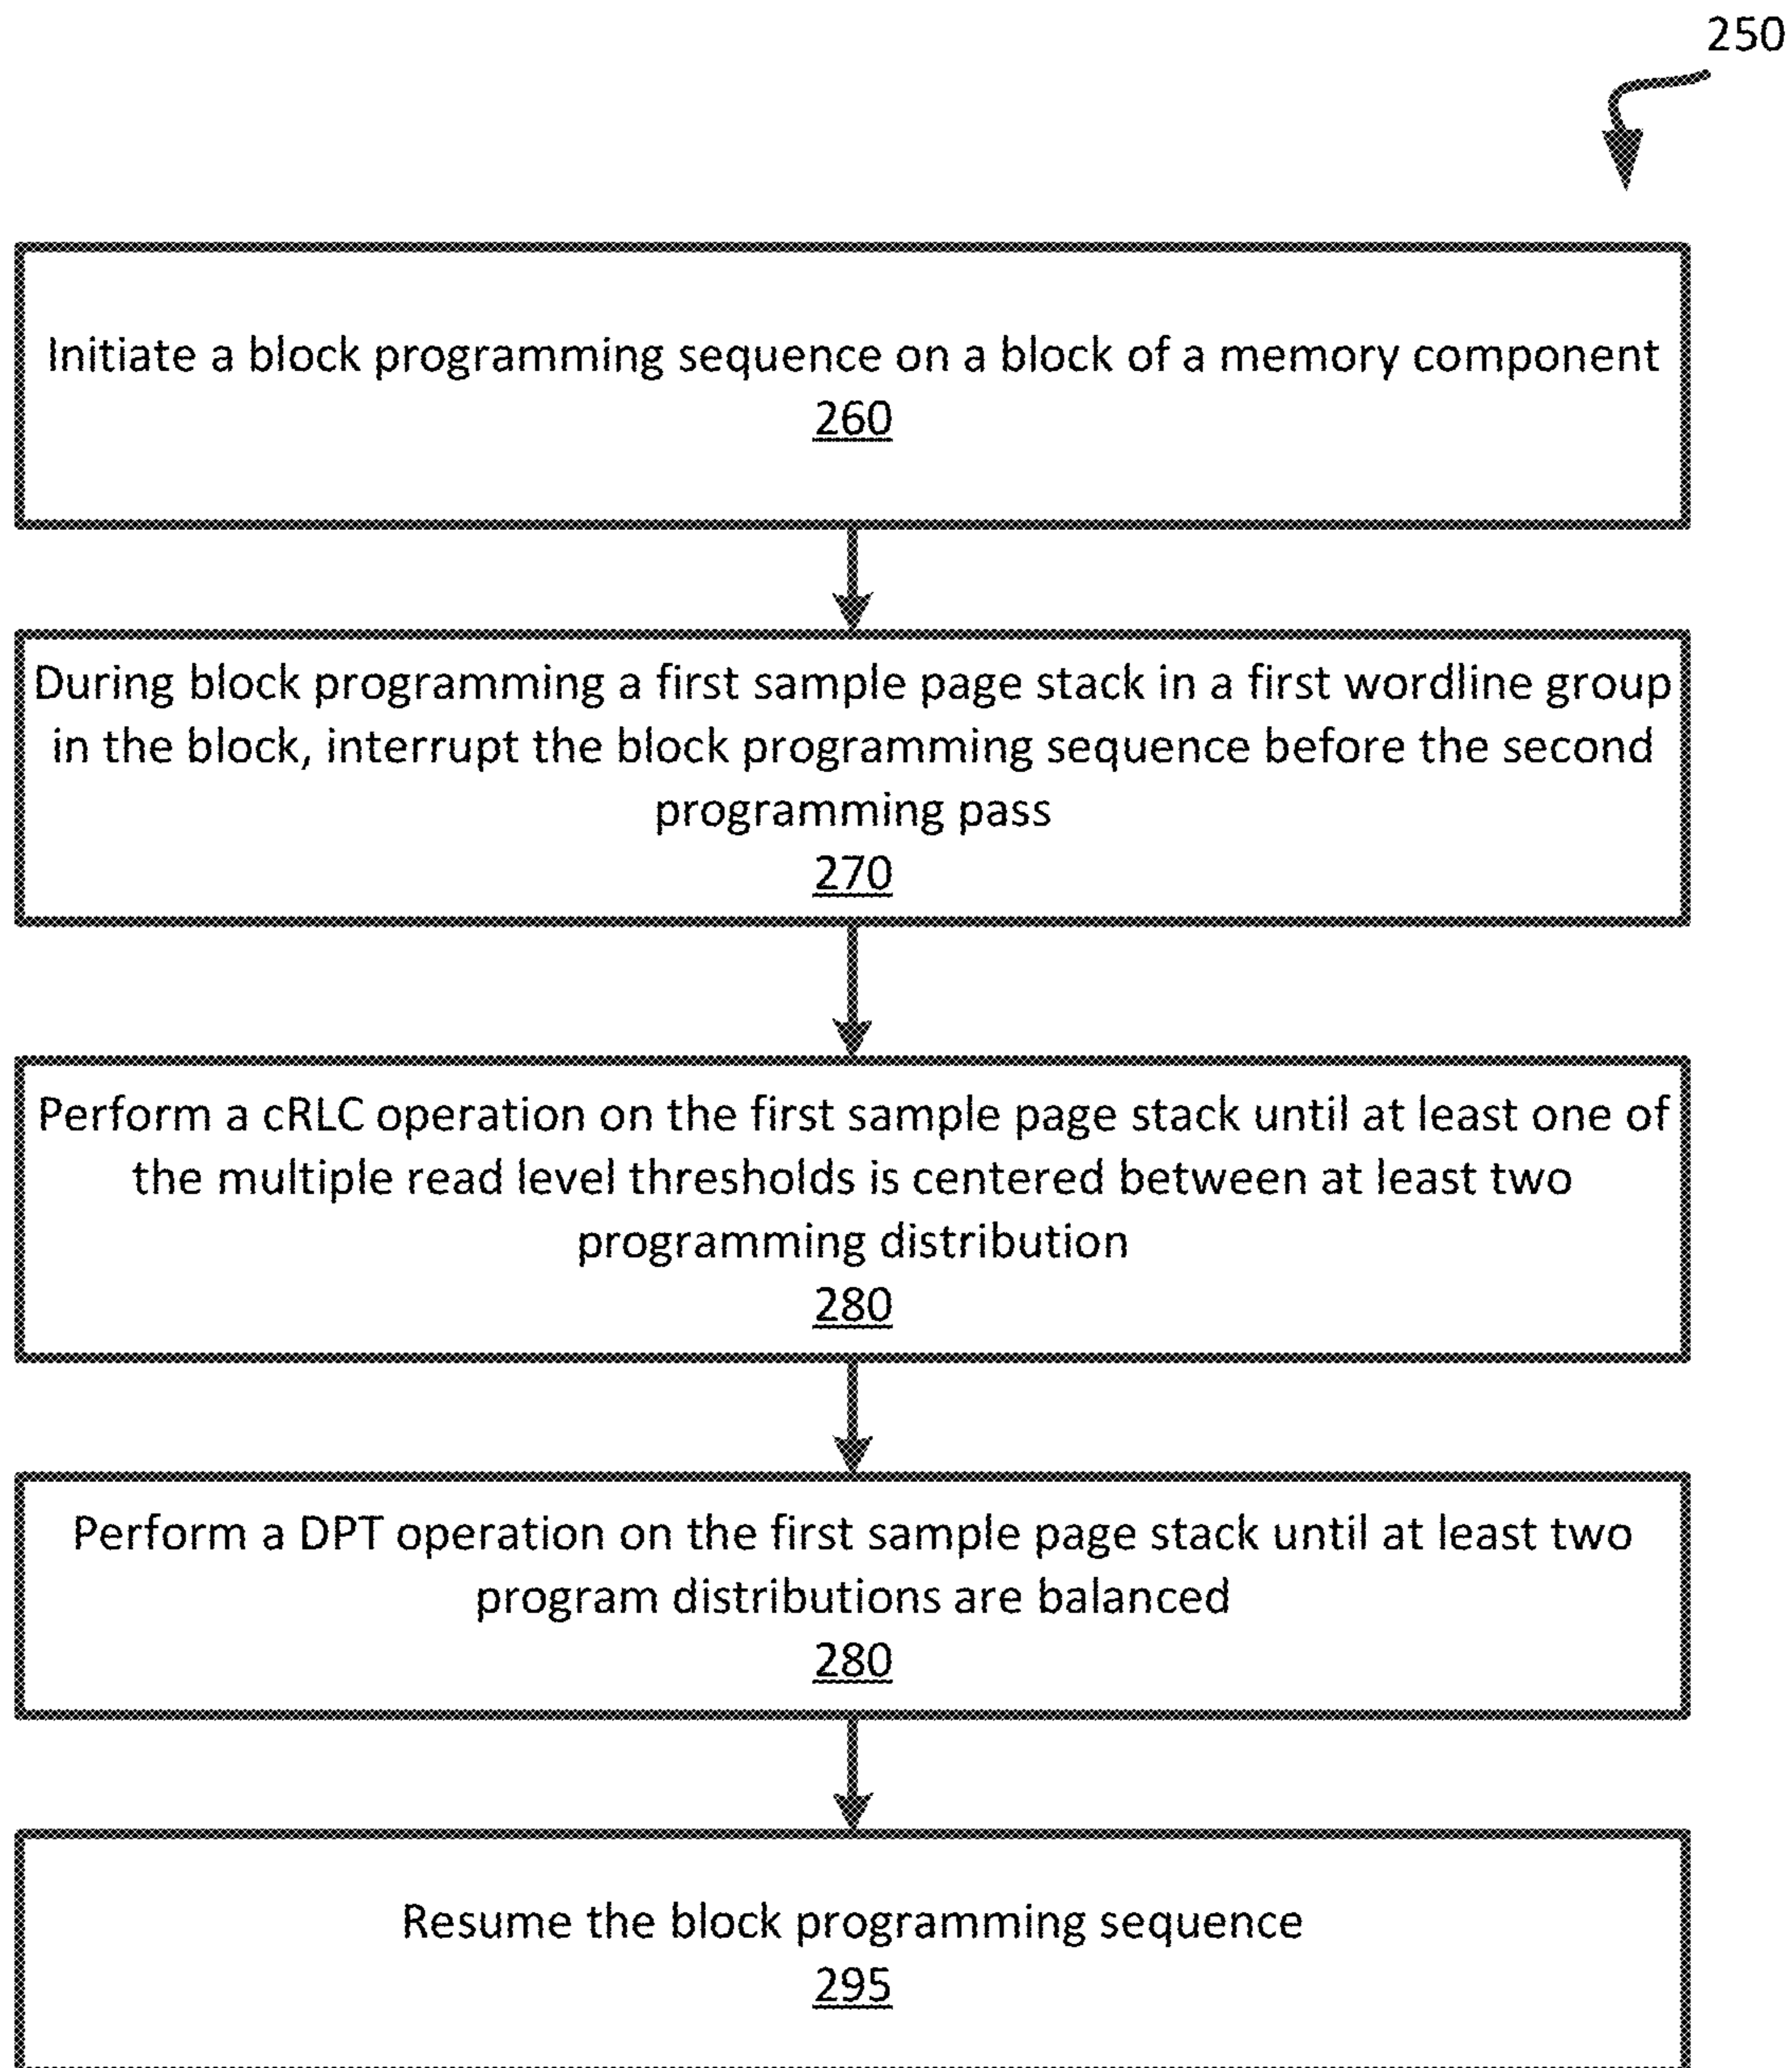 250
Initiate a block programming sequence on a block of a memory component
260
During block programming a first sample page stack in a first wordline group
in the block, interrupt the block programming sequence before the second
programming pass
270
Perform a cRLC operation on the first sample page stack until at least one of
the multiple read level thresholds is centered between at least two
programming distribution
280
Perform a DPT operation on the first sample page stack until at least two
program distributions are balanced
280
Resume the block programming sequence
295